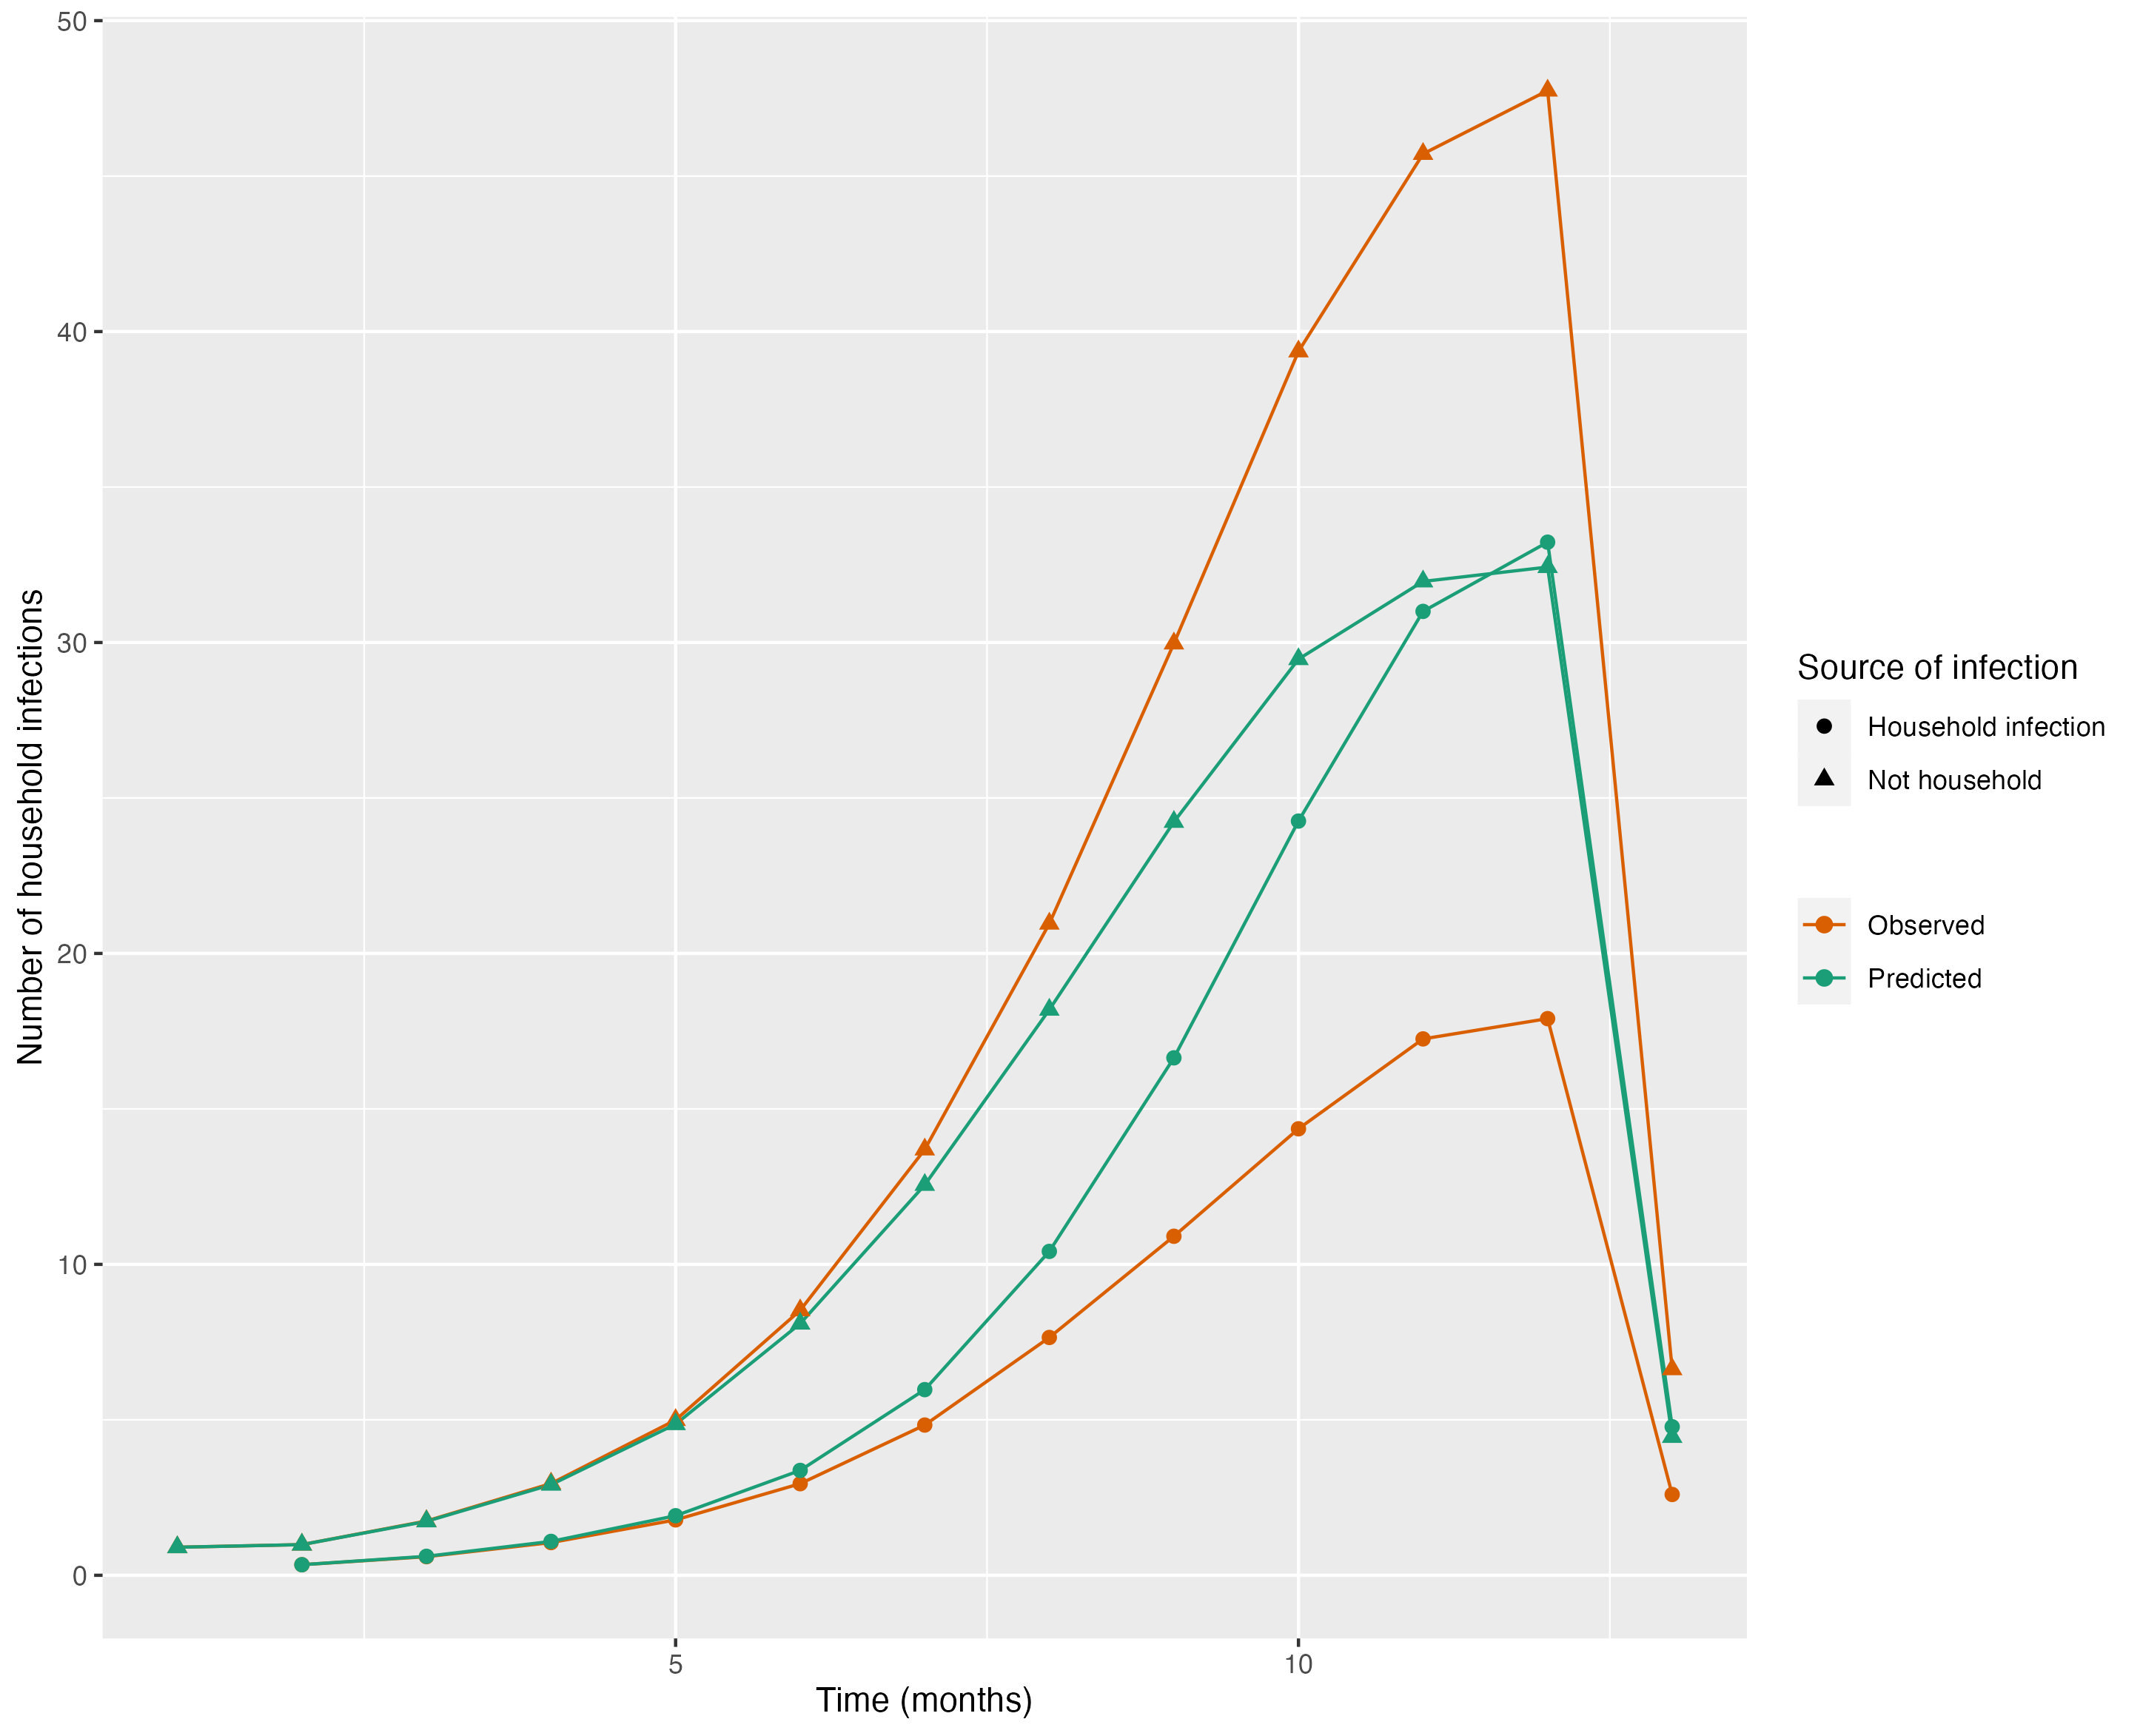 Number of household infections
50
40
30
20
10
0
5
10
Time (months)
Source of infection
Household infection
Not household
Observed
Predicted